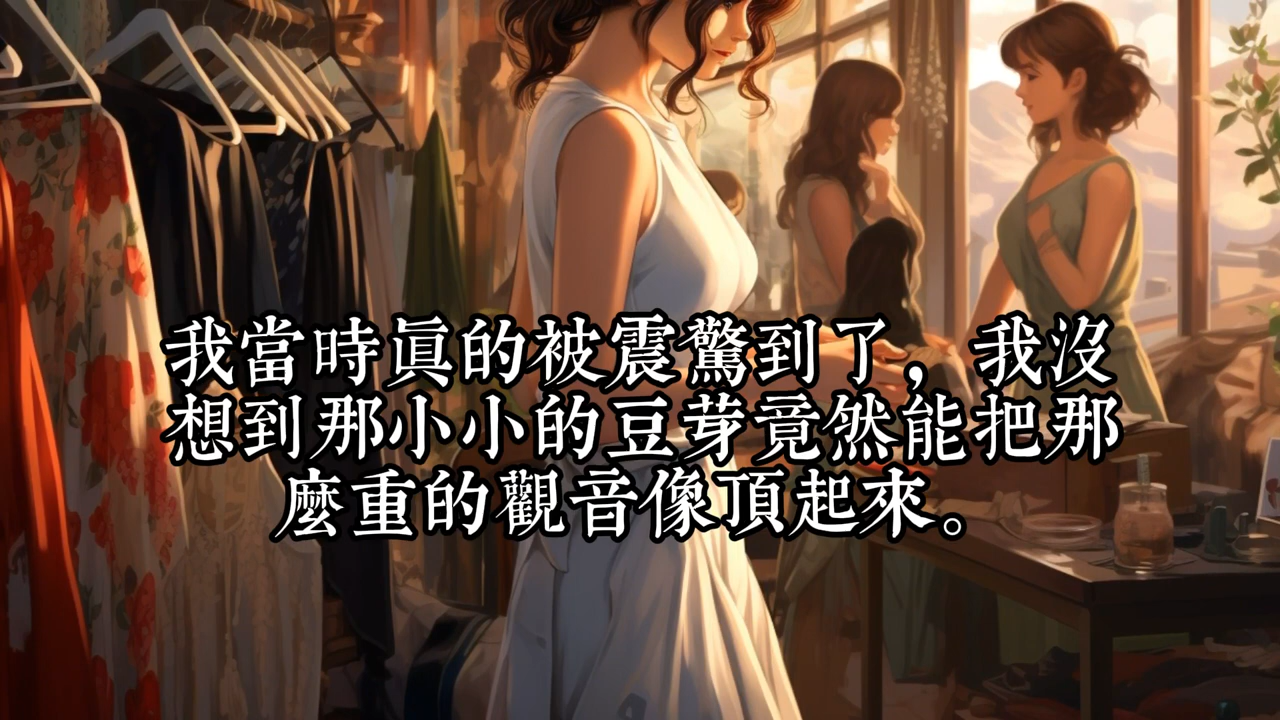 我當時眞的被震驚到了，我沒
想到那小小的豆芽竟然能把那
麼重的觀音像頂起來。